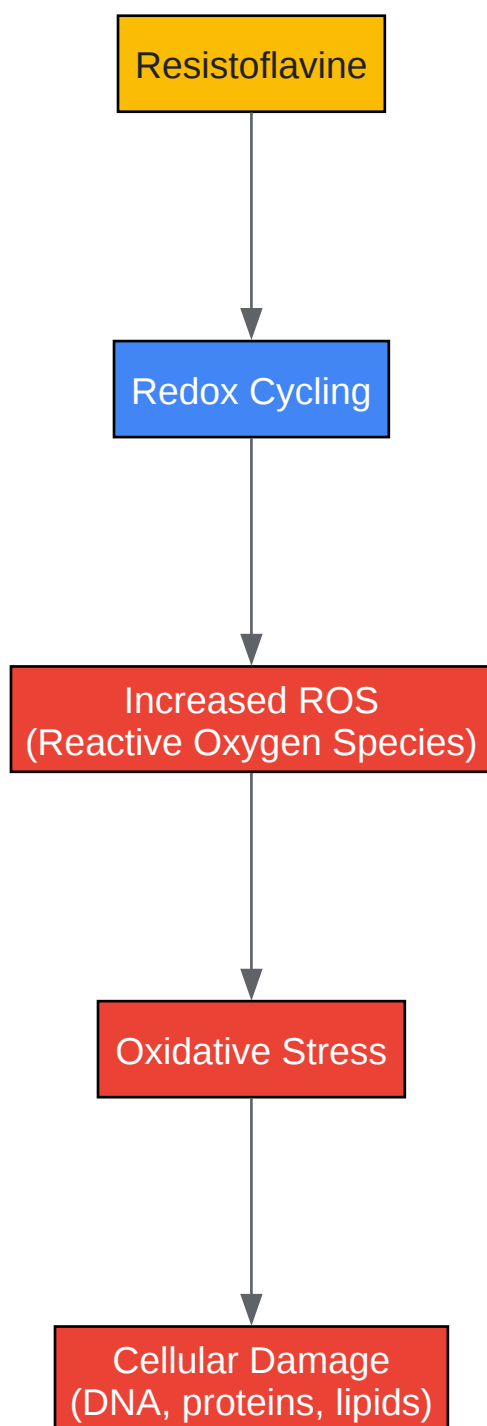 Resistoflavine
Redox Cycling
Increased ROS
(Reactive Oxygen Species)
Oxidative Stress
Cellular Damage
(DNA, proteins, lipids)